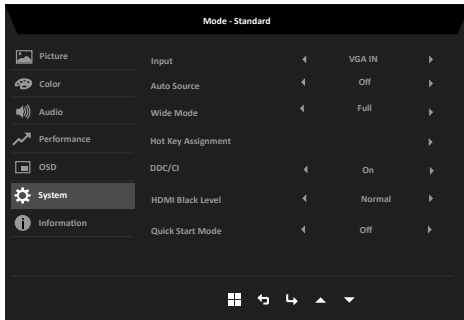 Mode - Standard
Picture
Color
Audio
Performance
OSD
System
Information
Input VGA IN
Auto Source Off
Wide Mode Full
Hot Key Assignment
DDC/CI On
HDMI Black Level Normal
Quick Start Mode Off